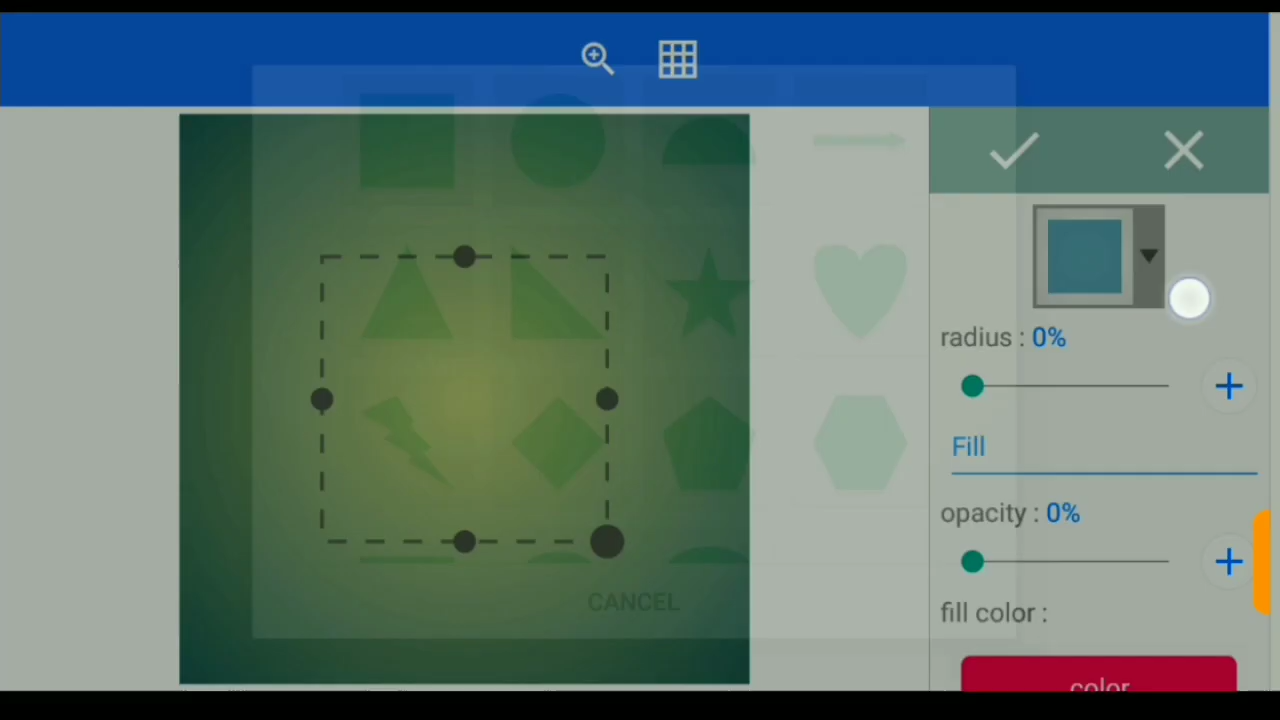 radius : 0%
Fill
opacity : 0%
CANCEL
fill color :
color